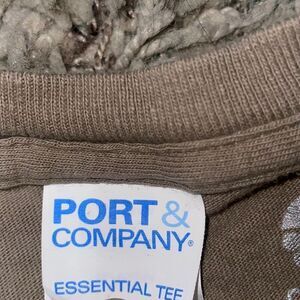 PORT &
COMPANY®
ESSENTIAL TEE